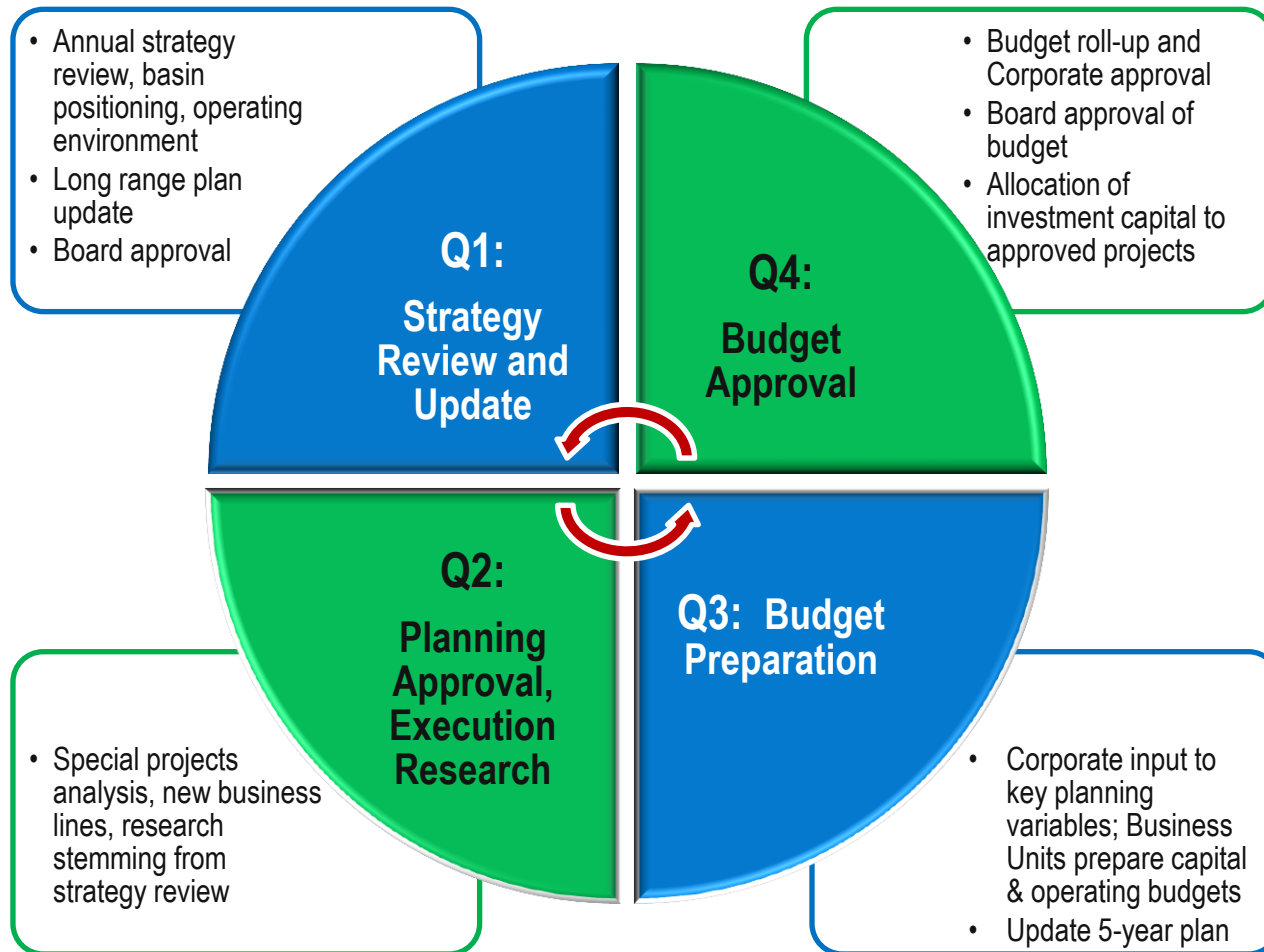 • Annual strategy
review, basin
positioning, operating
environment
• Long range plan
update
• Board approval
• Budget roll-up and
Corporate approval
• Board approval of
budget
• Allocation of
investment capital to
approved projects
Q1:
Strategy
Review and
Update
Q4:
Budget
Approval
Q2:
Planning
Approval,
Execution
Research
Q3: Budget
Preparation
• Special projects
analysis, new business
lines, research
stemming from
strategy review
• Corporate input to
key planning
variables; Business
Units prepare capital
& operating budgets
• Update 5-year plan